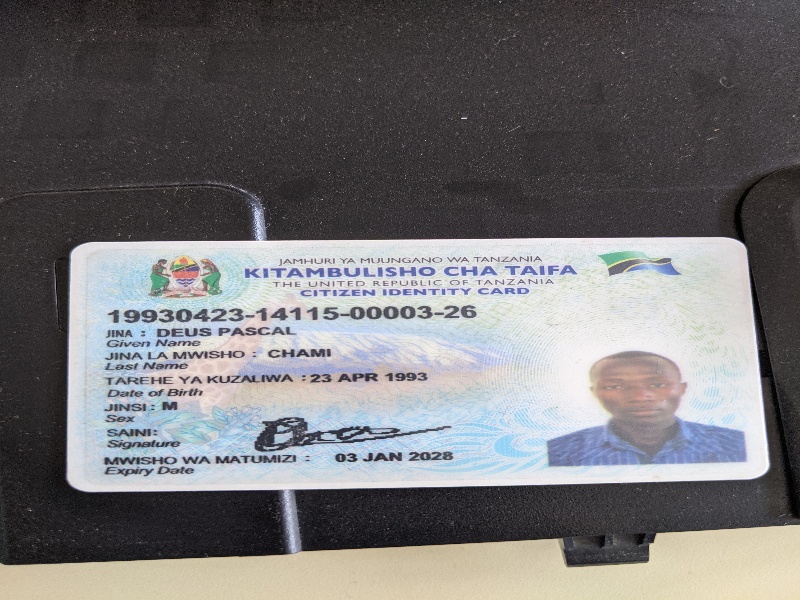 JAMHURI YA MUUNGANO WA TANZANIA
KITAMBULISHO CHA TAIFA
THE UNITED REPUBLIC OF TANZANIA
CITIZEN IDENTITY CARD
19930423-14115-00003-26
JINA : DEUS PASCAL
Given Name
JINA LA MWISHO : CHAMI
Last Name
TAREHE YA KUZALIWA : 23 APR 1993
Date of Birth
JINSI : M
Sex
SAINI:
Signature
MWISHO WA MATUMIZI : 03 JAN 2028
Expiry Date